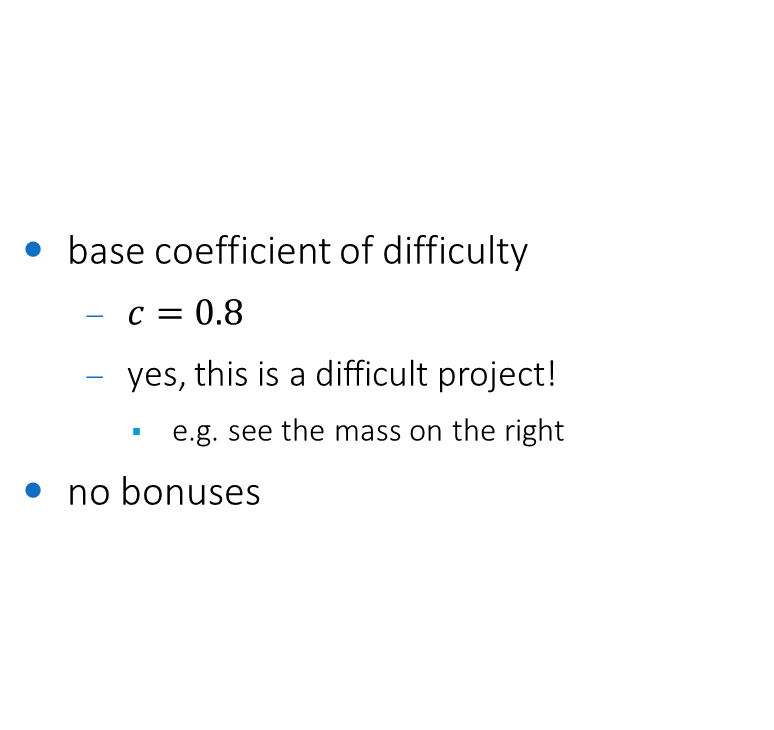 • base coefficient of difficulty
– c = 0.8
– yes, this is a difficult project!
▪ e.g. see the mass on the right
• no bonuses